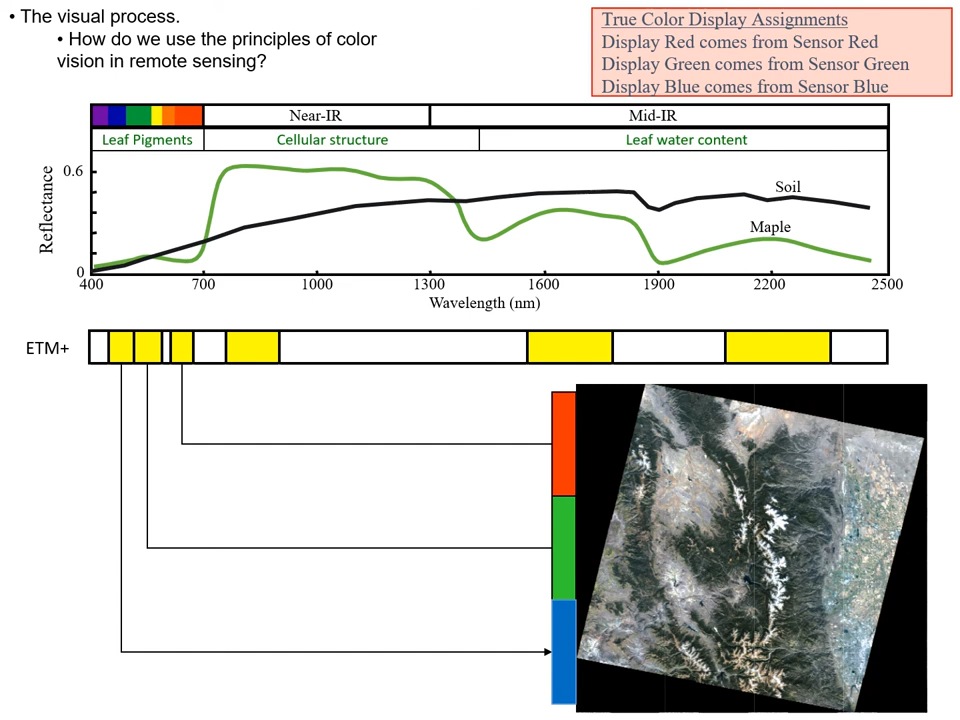 • The visual process.
• How do we use the principles of color
vision in remote sensing?
True Color Display Assignments
Display Red comes from Sensor Red
Display Green comes from Sensor Green
Display Blue comes from Sensor Blue
Near-IR
Mid-IR
Leaf Pigments
Cellular structure
Leaf water content
0.6
Reflectance
Soil
Maple
0
400
700
1000
1300
1600
1900
2200
2500
Wavelength (nm)
ETM+